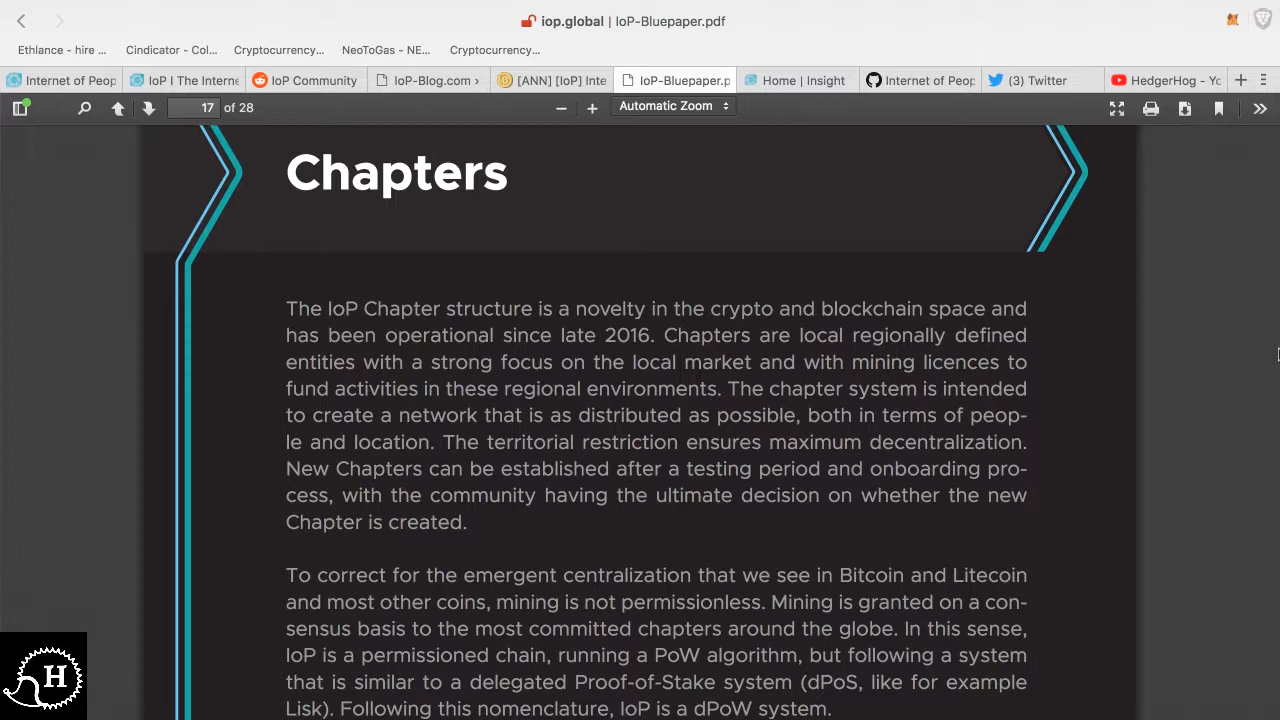 iop.global | IoP-Bluepaper.pdf
Ethlance - hire ... Cindicator - Col... Cryptocurrency... NeoToGas - NE... Cryptocurrency...
Internet of Peop IoP I The Interne IoP Community IoP-Blog.com › [ANN] [IoP] Inte IoP-Bluepaper.p Home | Insight Internet of Peop (3) Twitter HedgerHog - Yo
17 of 28 Automatic Zoom
Chapters
The IoP Chapter structure is a novelty in the crypto and blockchain space and
has been operational since late 2016. Chapters are local regionally defined
entities with a strong focus on the local market and with mining licences to
fund activities in these regional environments. The chapter system is intended
to create a network that is as distributed as possible, both in terms of peop-
le and location. The territorial restriction ensures maximum decentralization.
New Chapters can be established after a testing period and onboarding pro-
cess, with the community having the ultimate decision on whether the new
Chapter is created.
To correct for the emergent centralization that we see in Bitcoin and Litecoin
and most other coins, mining is not permissionless. Mining is granted on a con-
sensus basis to the most committed chapters around the globe. In this sense,
IoP is a permissioned chain, running a PoW algorithm, but following a system
that is similar to a delegated Proof-of-Stake system (dPoS, like for example
Lisk). Following this nomenclature, IoP is a dPoW system.
H